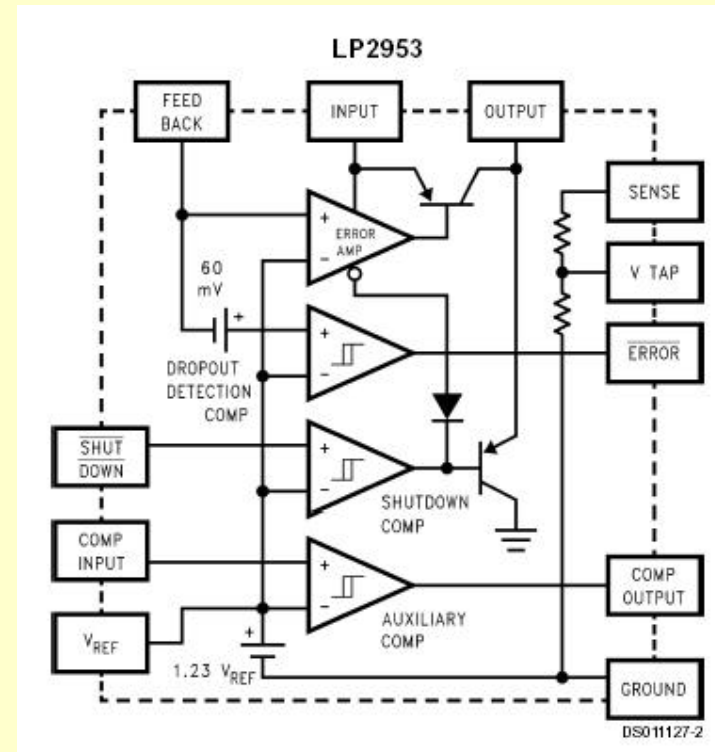 LP2953
FEED
BACK
INPUT
OUTPUT
SENSE
+
ERROR
AMP
−
V TAP
60
mV
+
+
−
ERROR
DROPOUT
DETECTION
COMP
SHUT
DOWN
+
−
SHUTDOWN
COMP
COMP
INPUT
+
−
COMP
OUTPUT
AUXILIARY
COMP
VREF
+
1.23 VREF
GROUND
DS011127-2